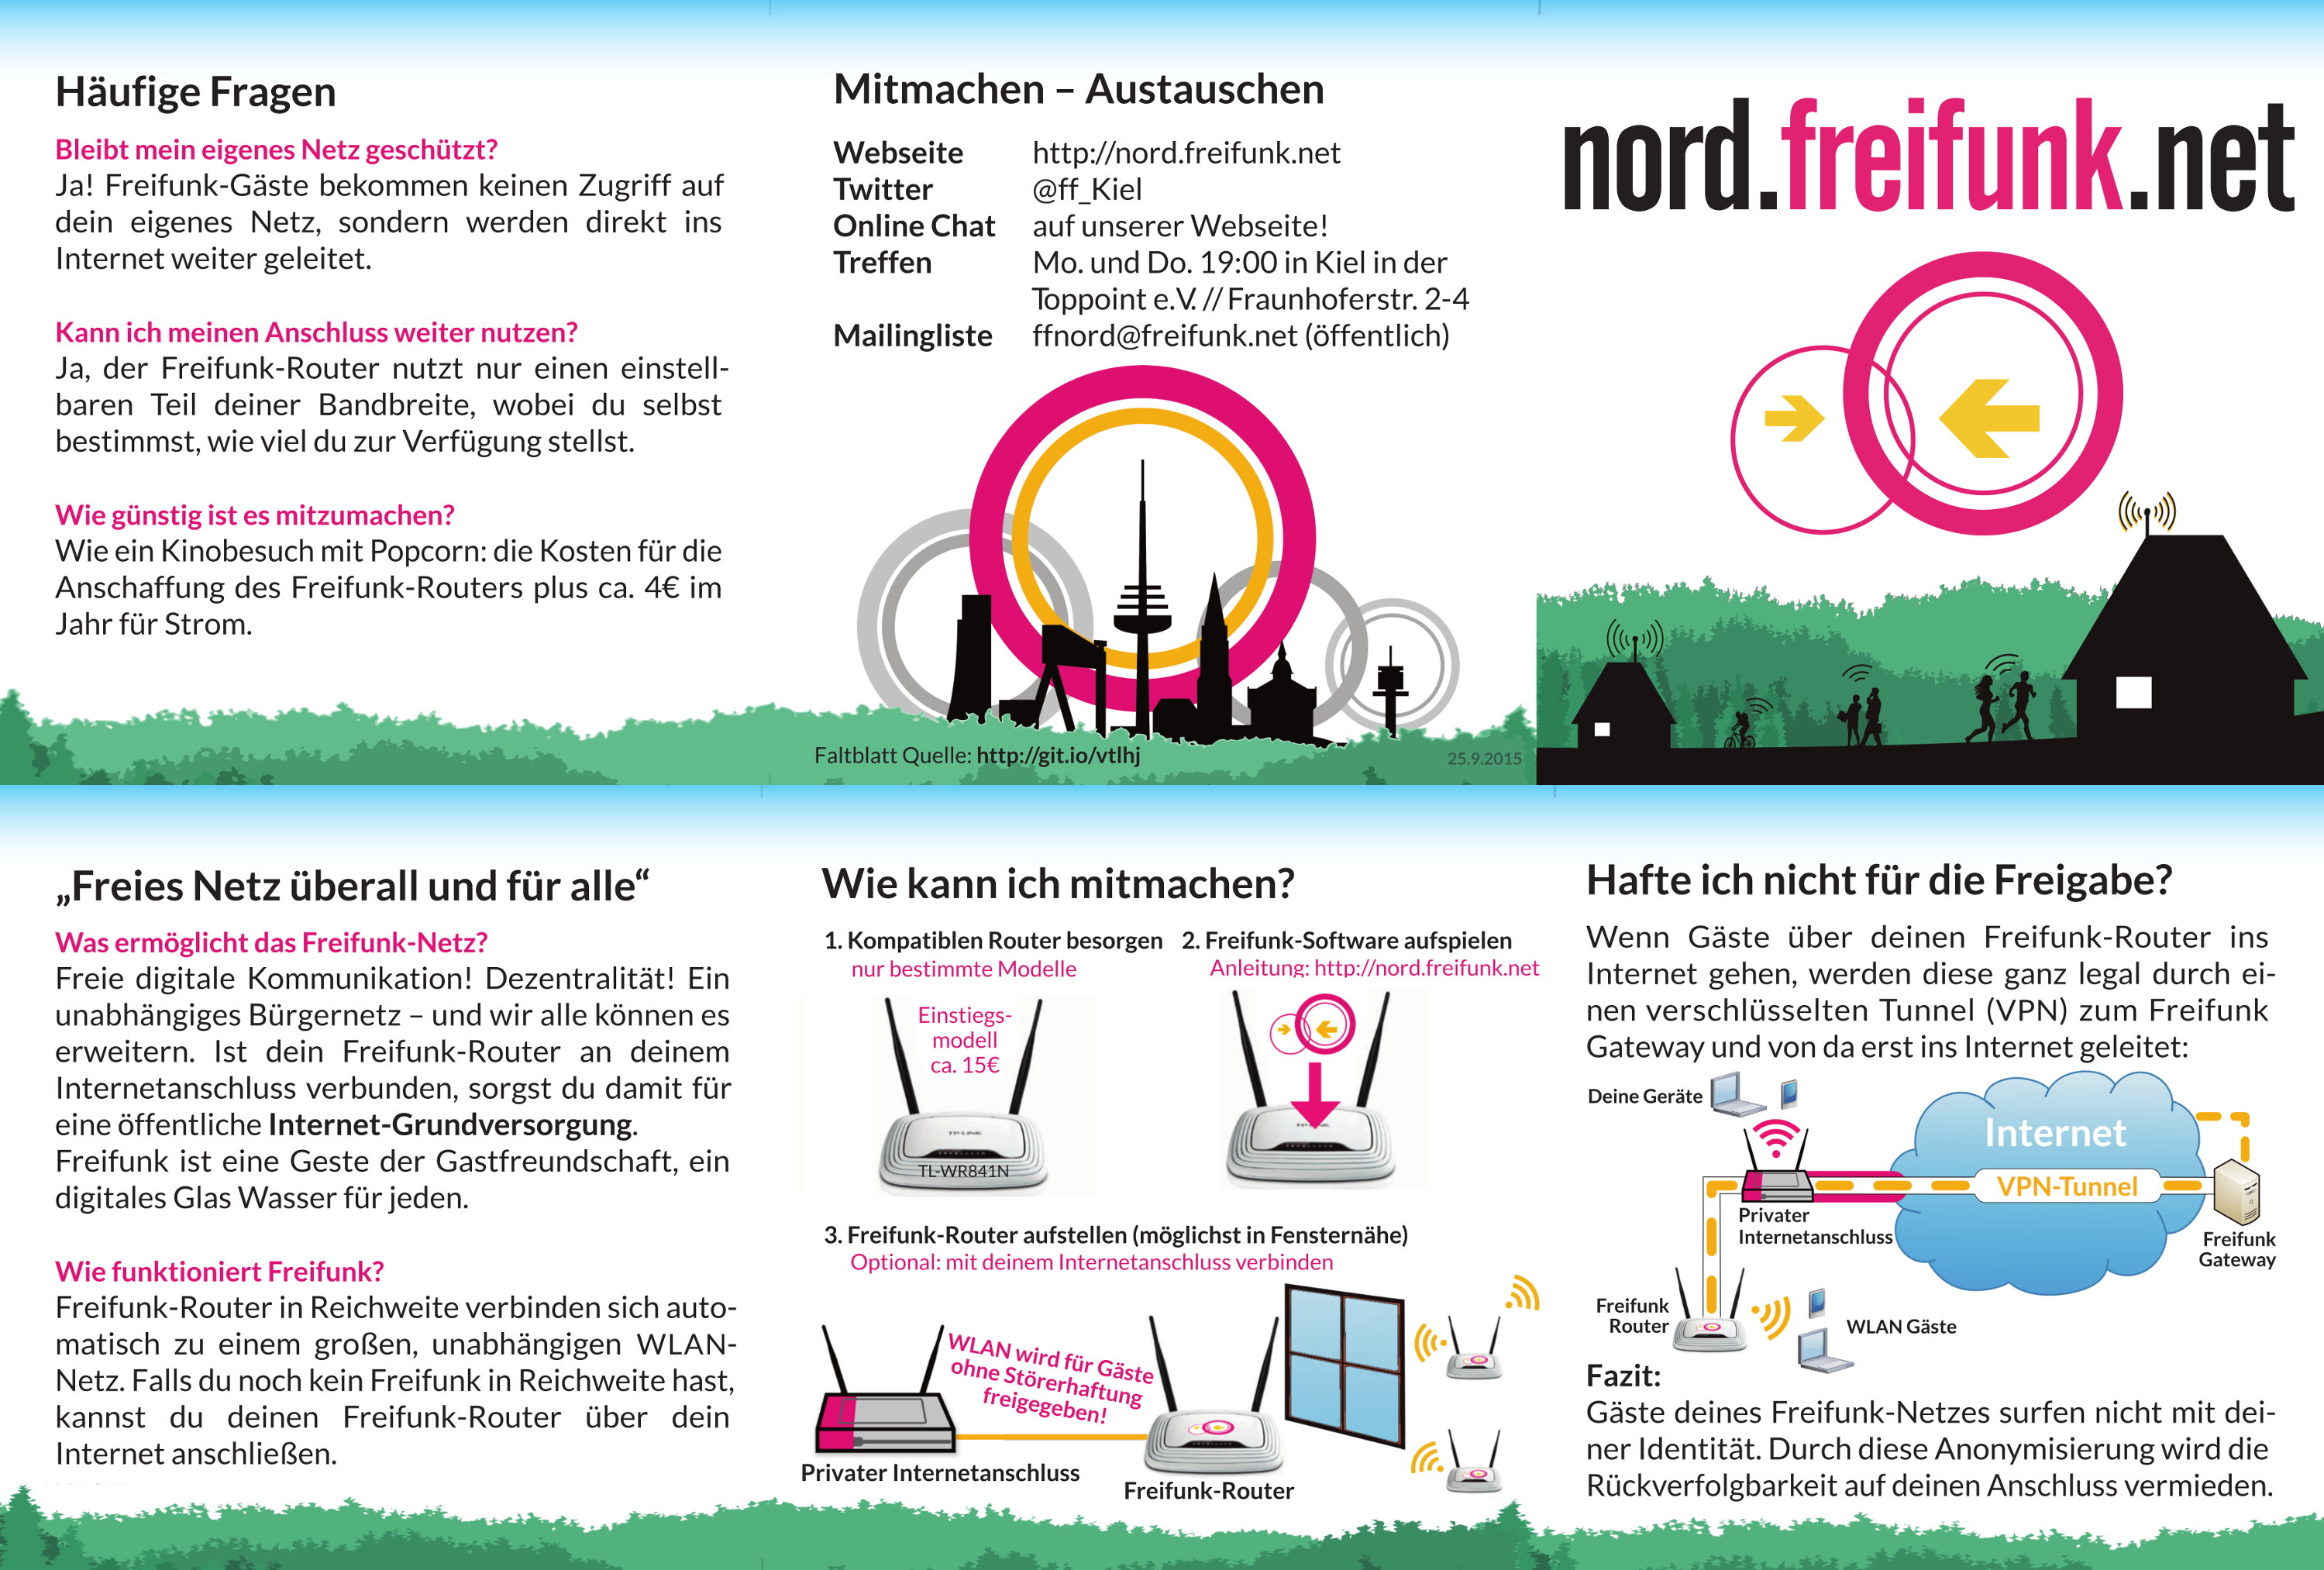 Häufige Fragen
Bleibt mein eigenes Netz geschützt?
Ja! Freifunk-Gäste bekommen keinen Zugriff auf
dein eigenes Netz, sondern werden direkt ins
Internet weiter geleitet.
Kann ich meinen Anschluss weiter nutzen?
Ja, der Freifunk-Router nutzt nur einen einstell-
baren Teil deiner Bandbreite, wobei du selbst
bestimmst, wie viel du zur Verfügung stellst.
Wie günstig ist es mitzumachen?
Wie ein Kinobesuch mit Popcorn: die Kosten für die
Anschaffung des Freifunk-Routers plus ca. 4€ im
Jahr für Strom.
Mitmachen – Austauschen
Webseite http://nord.freifunk.net
Twitter @ff_Kiel
Online Chat auf unserer Webseite!
Treffen Mo. und Do. 19:00 in Kiel in der
Toppoint e.V. // Fraunhoferstr. 2-4
Mailingliste ffnord@freifunk.net (öffentlich)
Faltblatt Quelle: http://git.io/vtlhj
25.9.2015
nord.freifunk.net
„Freies Netz überall und für alle“
Was ermöglicht das Freifunk-Netz?
Freie digitale Kommunikation! Dezentralität! Ein
unabhängiges Bürgernetz – und wir alle können es
erweitern. Ist dein Freifunk-Router an deinem
Internetanschluss verbunden, sorgst du damit für
eine öffentliche Internet-Grundversorgung.
Freifunk ist eine Geste der Gastfreundschaft, ein
digitales Glas Wasser für jeden.
Wie funktioniert Freifunk?
Freifunk-Router in Reichweite verbinden sich auto-
matisch zu einem großen, unabhängigen WLAN-
Netz. Falls du noch kein Freifunk in Reichweite hast,
kannst du deinen Freifunk-Router über dein
Internet anschließen.
Wie kann ich mitmachen?
1. Kompatiblen Router besorgen
nur bestimmte Modelle
Einstiegs-
modell
ca. 15€
TP-LINK
TL-WR841N
2. Freifunk-Software aufspielen
Anleitung: http://nord.freifunk.net
TP-LINK
3. Freifunk-Router aufstellen (möglichst in Fensternähe)
Optional: mit deinem Internetanschluss verbinden
WLAN wird für Gäste
ohne Störerhaftung
freigegeben!
Privater Internetanschluss
Freifunk-Router
Hafte ich nicht für die Freigabe?
Wenn Gäste über deinen Freifunk-Router ins
Internet gehen, werden diese ganz legal durch ei-
nen verschlüsselten Tunnel (VPN) zum Freifunk
Gateway und von da erst ins Internet geleitet:
Deine Geräte
Internet
VPN-Tunnel
Privater
Internetanschluss
Freifunk
Gateway
Freifunk
Router
WLAN Gäste
Fazit:
Gäste deines Freifunk-Netzes surfen nicht mit dei-
ner Identität. Durch diese Anonymisierung wird die
Rückverfolgbarkeit auf deinen Anschluss vermieden.